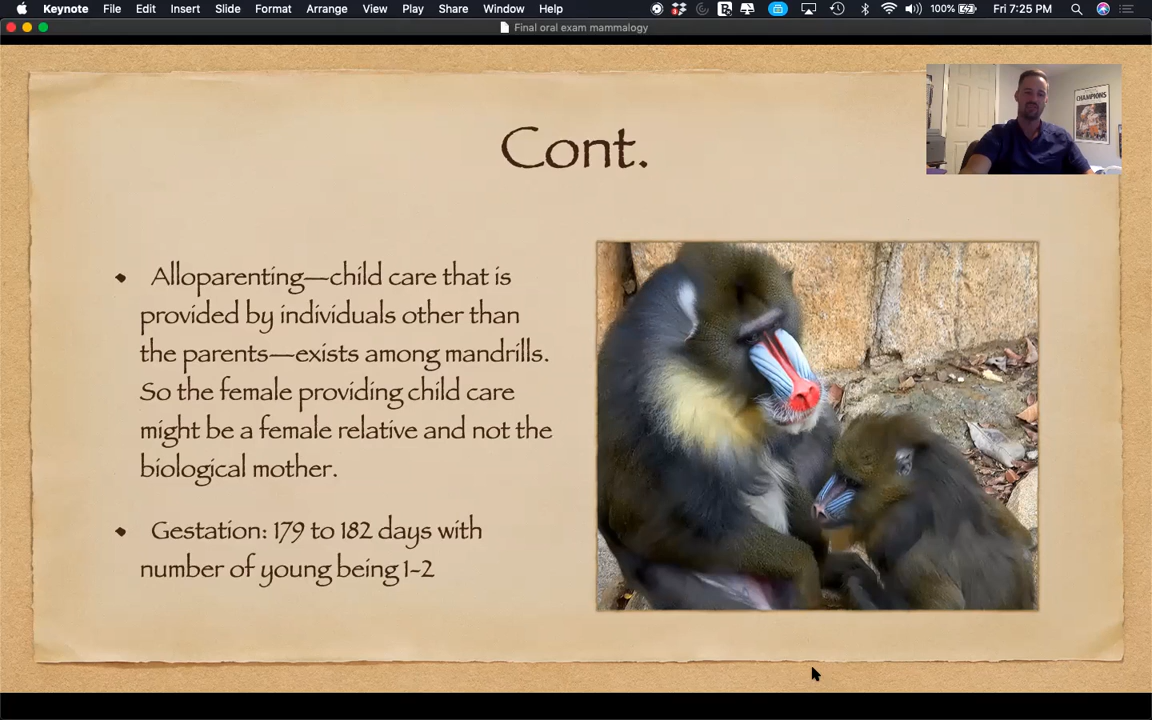 Keynote File Edit Insert Slide Format Arrange View Play Share Window Help 100% Fri 7:25 PM
Final oral exam mammalogy
CHAMPIONS
Cont.
• Alloparenting—child care that is
provided by individuals other than
the parents—exists among mandrills.
So the female providing child care
might be a female relative and not the
biological mother.
• Gestation: 179 to 182 days with
number of young being 1-2